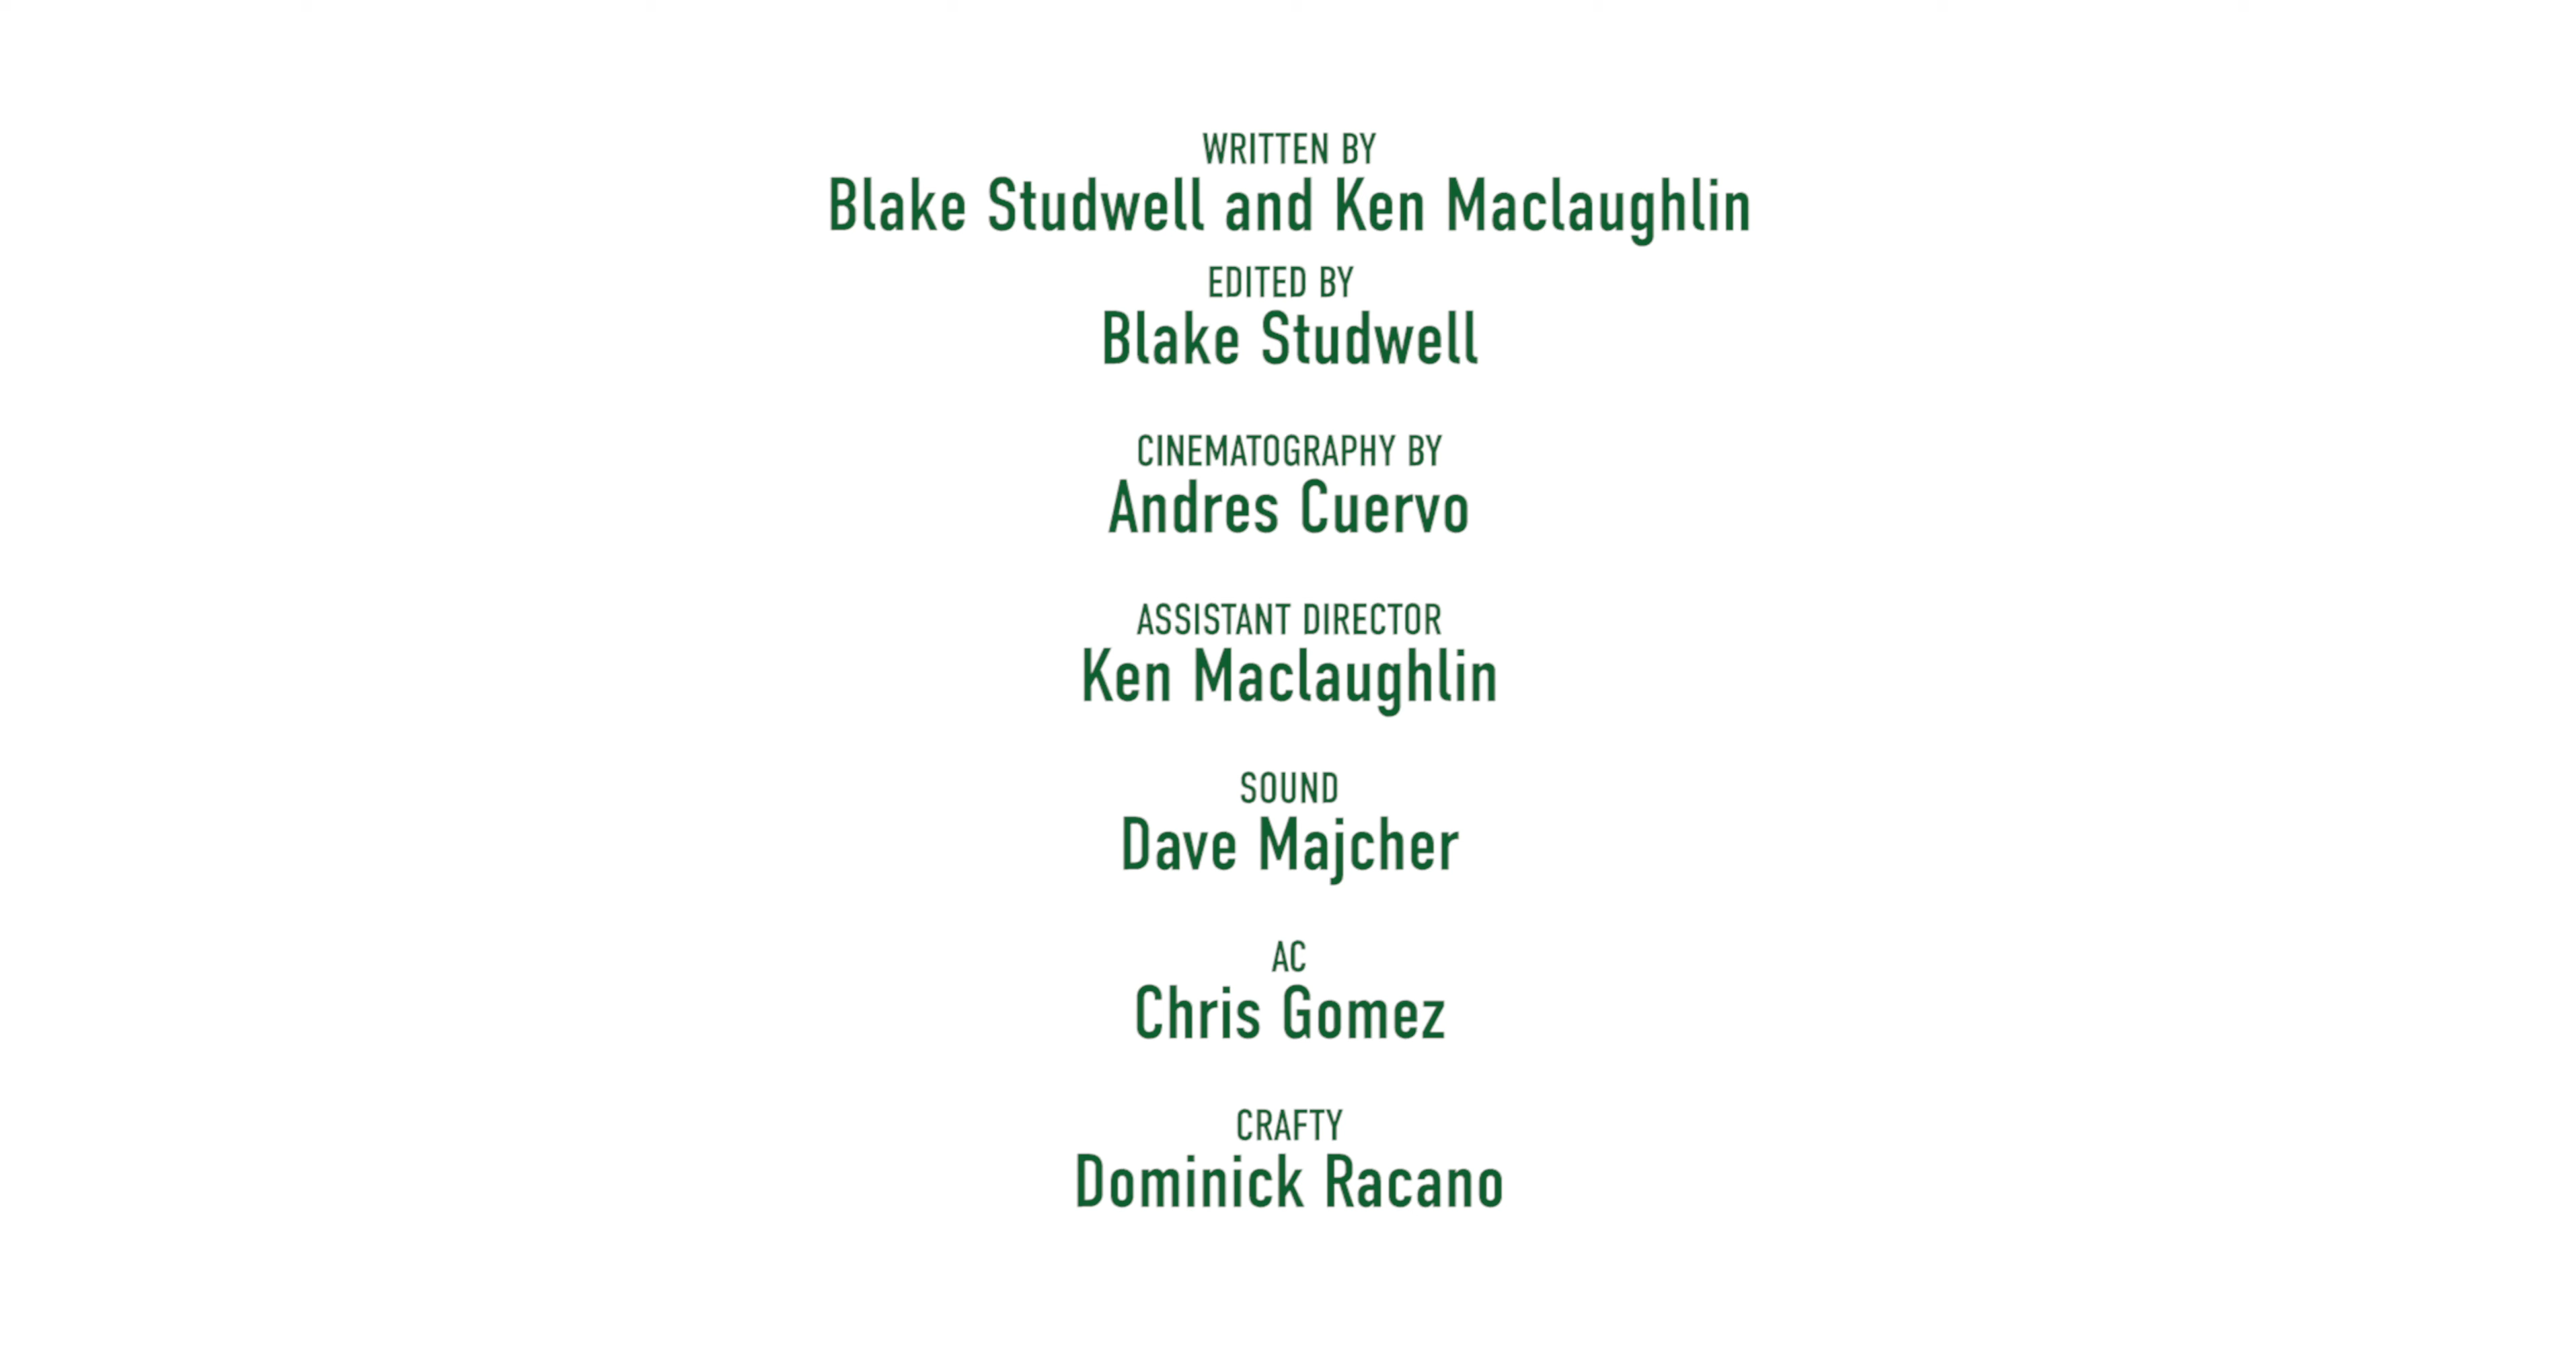 WRITTEN BY
Blake Studwell and Ken Maclaughlin
EDITED BY
Blake Studwell
CINEMATOGRAPHY BY
Andres Cuervo
ASSISTANT DIRECTOR
Ken Maclaughlin
SOUND
Dave Majcher
AC
Chris Gomez
CRAFTY
Dominick Racano